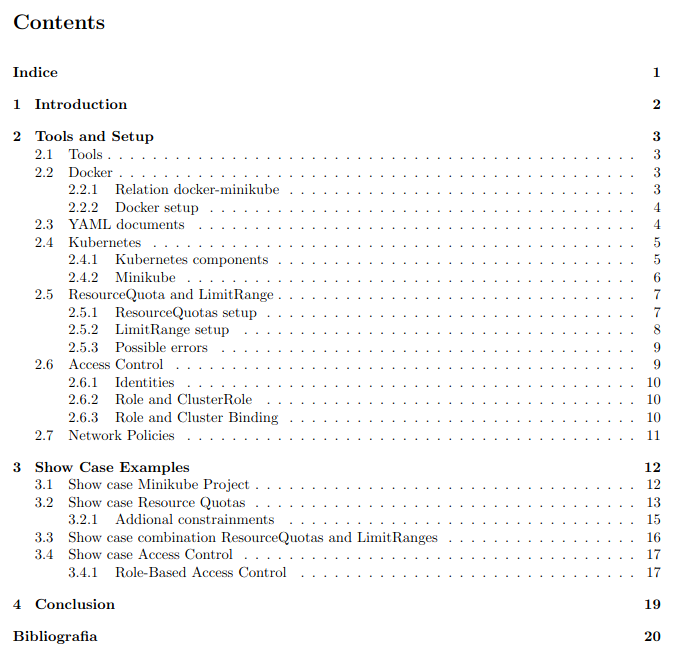 Contents
Indice 1
1 Introduction 2
2 Tools and Setup 3
2.1 Tools . . . . . . . . . . . . . . . . . . . . . . . . . . . . . . . . . . . . . . . . . . . . . . . 3
2.2 Docker . . . . . . . . . . . . . . . . . . . . . . . . . . . . . . . . . . . . . . . . . . . . . . 3
2.2.1 Relation docker-minikube . . . . . . . . . . . . . . . . . . . . . . . . . . . . . . . 3
2.2.2 Docker setup . . . . . . . . . . . . . . . . . . . . . . . . . . . . . . . . . . . . . . 4
2.3 YAML documents . . . . . . . . . . . . . . . . . . . . . . . . . . . . . . . . . . . . . . . 4
2.4 Kubernetes . . . . . . . . . . . . . . . . . . . . . . . . . . . . . . . . . . . . . . . . . . . 5
2.4.1 Kubernetes components . . . . . . . . . . . . . . . . . . . . . . . . . . . . . . . . 5
2.4.2 Minikube . . . . . . . . . . . . . . . . . . . . . . . . . . . . . . . . . . . . . . . . 6
2.5 ResourceQuota and LimitRange . . . . . . . . . . . . . . . . . . . . . . . . . . . . . . . . 7
2.5.1 ResourceQuotas setup . . . . . . . . . . . . . . . . . . . . . . . . . . . . . . . . . 7
2.5.2 LimitRange setup . . . . . . . . . . . . . . . . . . . . . . . . . . . . . . . . . . . 8
2.5.3 Possible errors . . . . . . . . . . . . . . . . . . . . . . . . . . . . . . . . . . . . . 9
2.6 Access Control . . . . . . . . . . . . . . . . . . . . . . . . . . . . . . . . . . . . . . . . . 9
2.6.1 Identities . . . . . . . . . . . . . . . . . . . . . . . . . . . . . . . . . . . . . . . . 10
2.6.2 Role and ClusterRole . . . . . . . . . . . . . . . . . . . . . . . . . . . . . . . . . 10
2.6.3 Role and Cluster Binding . . . . . . . . . . . . . . . . . . . . . . . . . . . . . . . 10
2.7 Network Policies . . . . . . . . . . . . . . . . . . . . . . . . . . . . . . . . . . . . . . . . 11
3 Show Case Examples 12
3.1 Show case Minikube Project . . . . . . . . . . . . . . . . . . . . . . . . . . . . . . . . . . 12
3.2 Show case Resource Quotas . . . . . . . . . . . . . . . . . . . . . . . . . . . . . . . . . . 13
3.2.1 Addional constrainments . . . . . . . . . . . . . . . . . . . . . . . . . . . . . . . 15
3.3 Show case combination ResourceQuotas and LimitRanges . . . . . . . . . . . . . . . . . 16
3.4 Show case Access Control . . . . . . . . . . . . . . . . . . . . . . . . . . . . . . . . . . . 17
3.4.1 Role-Based Access Control . . . . . . . . . . . . . . . . . . . . . . . . . . . . . . 17
4 Conclusion 19
Bibliografia 20